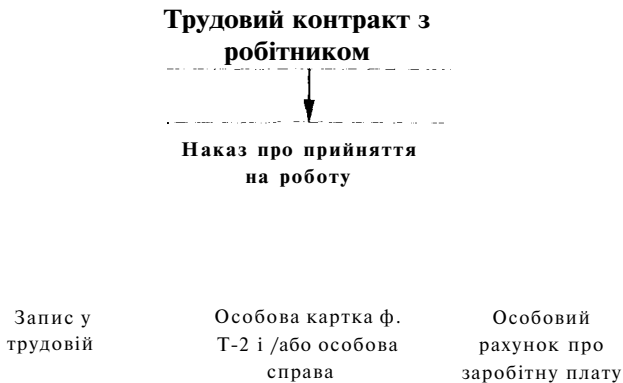 Трудовий контракт з
робітником
Наказ про прийняття
на роботу
Запис у
трудовій
Особова картка ф.
Т-2 і /або особова
справа
Особовий
рахунок про
заробітну плату